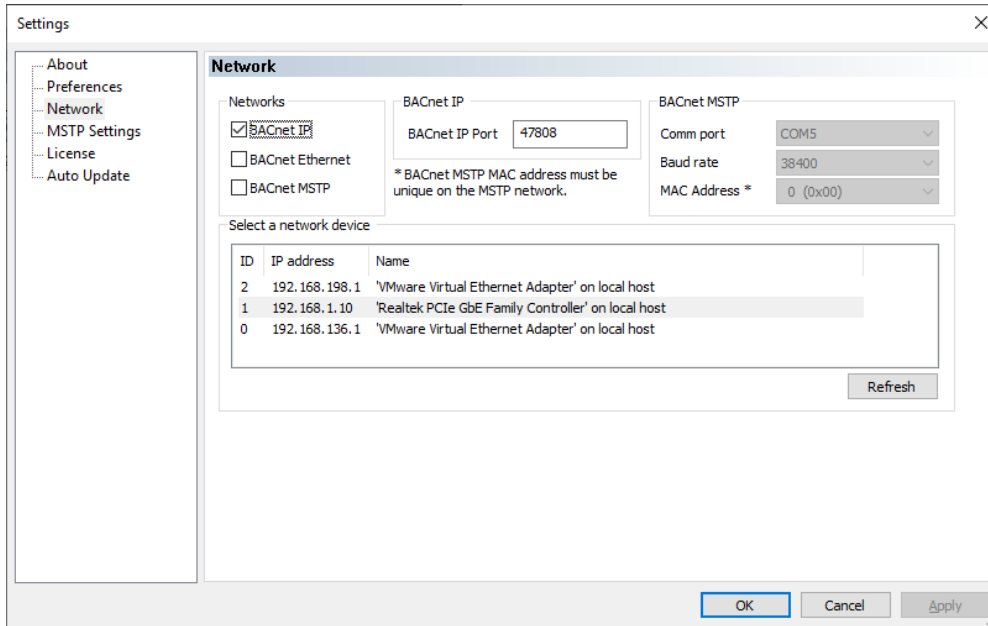 Settings
About
Preferences
Network
MSTP Settings
License
Auto Update
Network
Networks
BACnet IP
BACnet Ethernet
BACnet MSTP
BACnet IP
BACnet IP Port 47808
* BACnet MSTP MAC address must be
unique on the MSTP network.
BACnet MSTP
Comm port COM5
Baud rate 38400
MAC Address * 0 (0x00)
Select a network device
ID IP address Name
2 192.168.198.1 'VMware Virtual Ethernet Adapter' on local host
1 192.168.1.10 'Realtek PCIe GbE Family Controller' on local host
0 192.168.136.1 'VMware Virtual Ethernet Adapter' on local host
Refresh
OK Cancel Apply